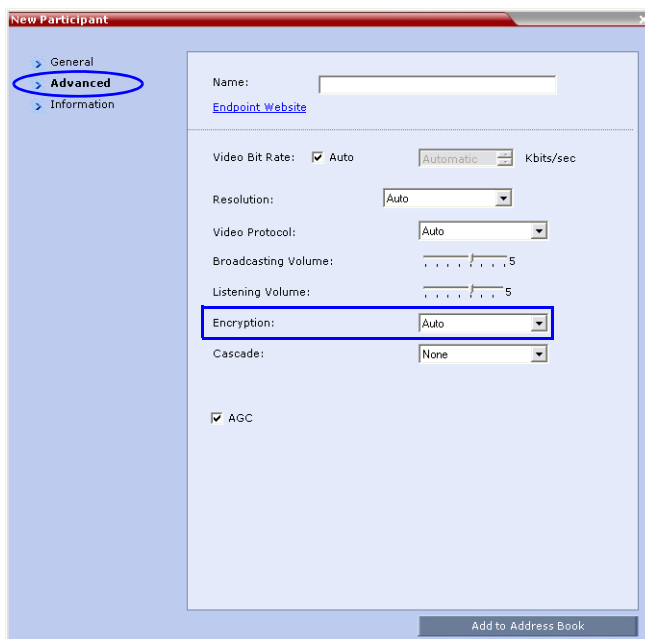 New Participant
General
Advanced
Information
Name:
Endpoint Website
Video Bit Rate: Auto Automatic Kbits/sec
Resolution: Auto
Video Protocol: Auto
Broadcasting Volume: 5
Listening Volume: 5
Encryption: Auto
Cascade: None
AGC
Add to Address Book